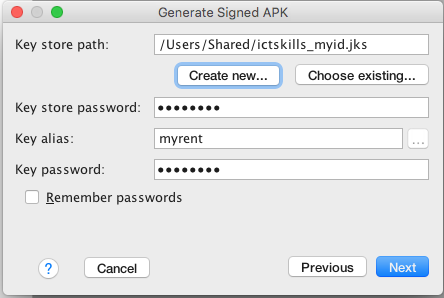 Generate Signed APK
Key store path: /Users/Shared/ictskills_myid.jks
Create new... Choose existing...
Key store password: ••••••••
Key alias: myrent ...
Key password: ••••••••
Remember passwords
? Cancel Previous Next